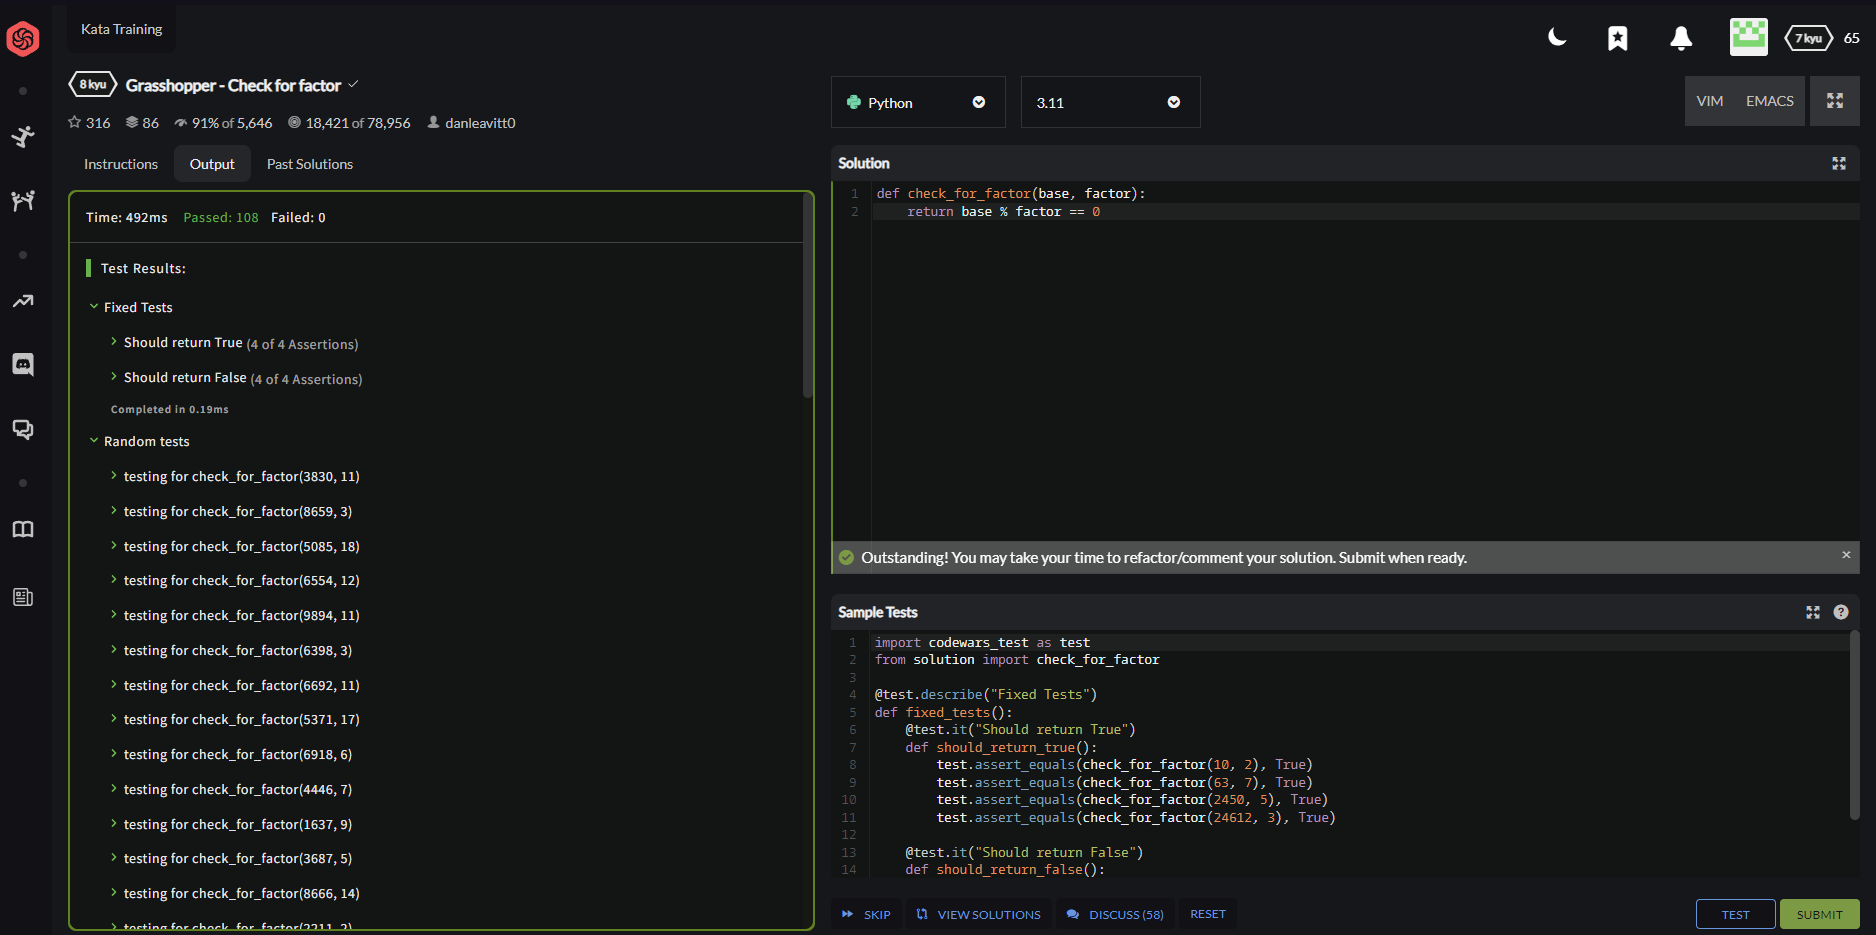 Kata Training
7 kyu 65
8 kyu Grasshopper - Check for factor
316 86 91% of 5,646 18,421 of 78,956 danleavitt0
Instructions Output Past Solutions
Time: 492ms Passed: 108 Failed: 0
Test Results:
Fixed Tests
Should return True (4 of 4 Assertions)
Should return False (4 of 4 Assertions)
Completed in 0.19ms
Random tests
testing for check_for_factor(3830, 11)
testing for check_for_factor(8659, 3)
testing for check_for_factor(5085, 18)
testing for check_for_factor(6554, 12)
testing for check_for_factor(9894, 11)
testing for check_for_factor(6398, 3)
testing for check_for_factor(6692, 11)
testing for check_for_factor(5371, 17)
testing for check_for_factor(6918, 6)
testing for check_for_factor(4446, 7)
testing for check_for_factor(1637, 9)
testing for check_for_factor(3687, 5)
testing for check_for_factor(8666, 14)
testing for check_for_factor(2211, 2)
Python 3.11 VIM EMACS
Solution
1 def check_for_factor(base, factor):
2     return base % factor == 0
Outstanding! You may take your time to refactor/comment your solution. Submit when ready. ×
Sample Tests ?
1 import codewars_test as test
2 from solution import check_for_factor
3
4 @test.describe("Fixed Tests")
5 def fixed_tests():
6     @test.it("Should return True")
7     def should_return_true():
8         test.assert_equals(check_for_factor(10, 2), True)
9         test.assert_equals(check_for_factor(63, 7), True)
10         test.assert_equals(check_for_factor(2450, 5), True)
11         test.assert_equals(check_for_factor(24612, 3), True)
12
13     @test.it("Should return False")
14     def should_return_false():
SKIP VIEW SOLUTIONS DISCUSS (58) RESET TEST SUBMIT